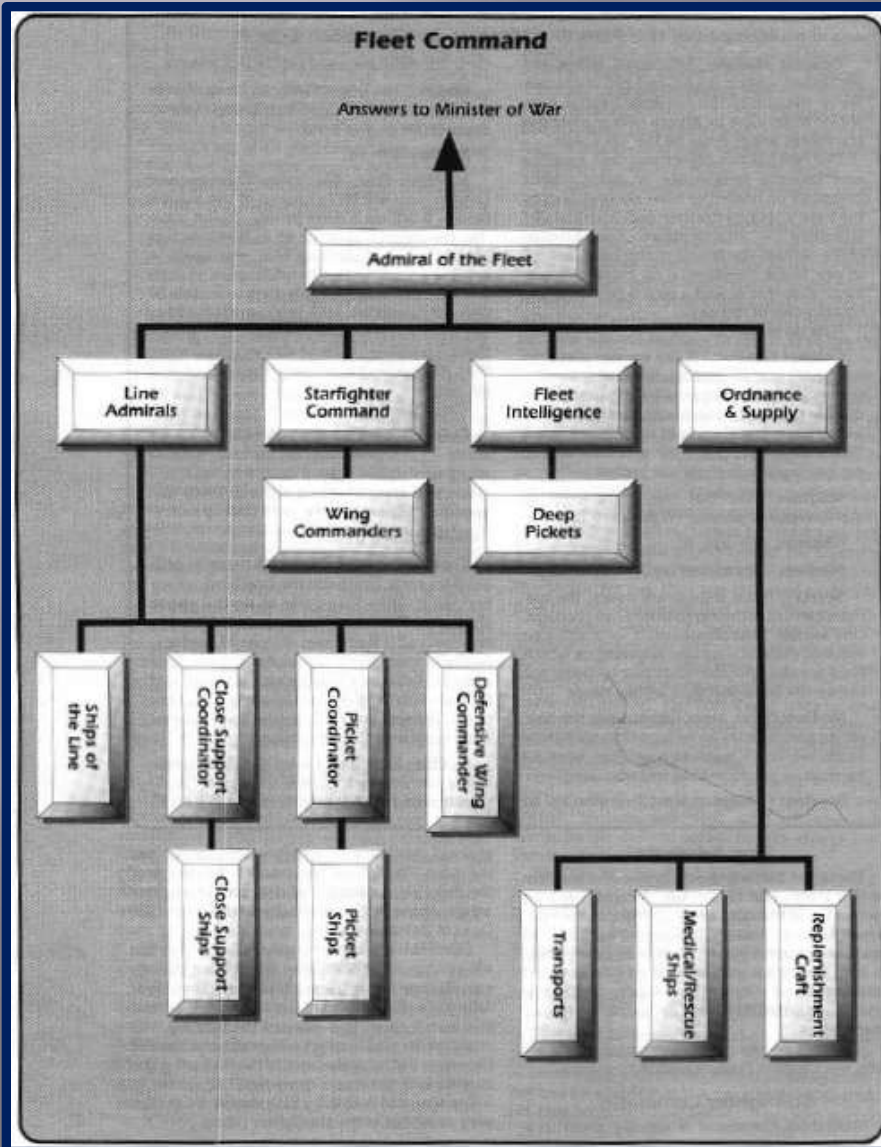 Fleet Command
Answers to Minister of War
Admiral of the Fleet
Line
Admirals
Starfighter
Command
Fleet
Intelligence
Ordnance
& Supply
Wing
Commanders
Deep
Pickets
Ships of
the Line
Close Support
Coordinator
Picket
Coordinator
Defensive Wing
Commander
Close Support
Ships
Picket
Ships
Transports
Medical/Rescue
Ships
Replenishment
Craft